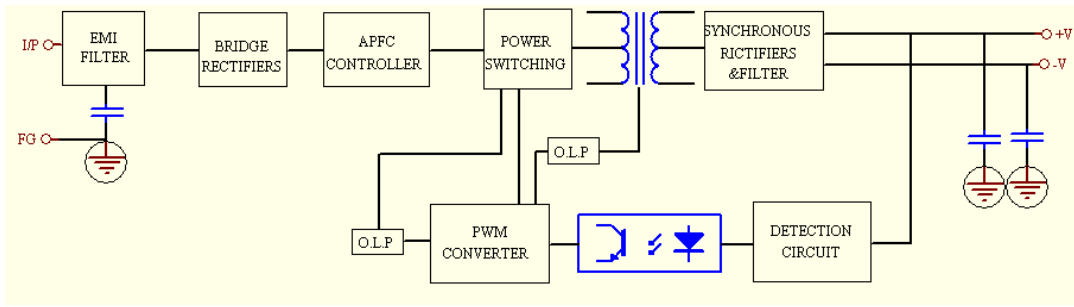 I/P
EMI
FILTER
BRIDGE
RECTIFIERS
APFC
CONTROLLER
POWER
SWITCHING
SYNCHRONOUS
RICTIFIERS
&FILTER
+V
-V
FG
O.L.P
O.L.P
PWM
CONVERTER
DETECTION
CIRCUIT